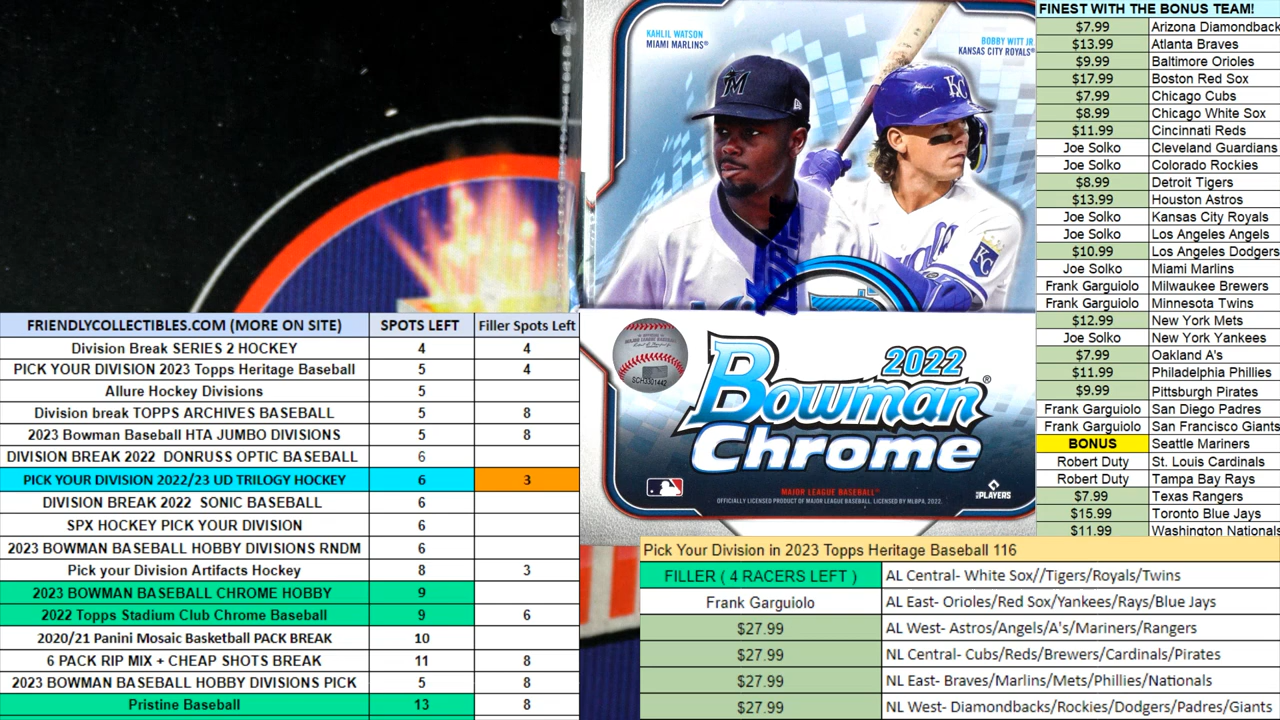 KAHLIL WATSON
MIAMI MARLINS®
BOBBY WITT JR
KANSAS CITY ROYALS®
M
KC
KC
2022
Bowman®
Chrome
SCH3301442
MAJOR LEAGUE BASEBALL™
OFFICIALLY LICENSED PRODUCT OF MAJOR LEAGUE BASEBALL. LICENSED BY MLBPA, 2022.
PLAYERS
FINEST WITH THE BONUS TEAM!
$7.99 Arizona Diamondback
$13.99 Atlanta Braves
$9.99 Baltimore Orioles
$17.99 Boston Red Sox
$7.99 Chicago Cubs
$8.99 Chicago White Sox
$11.99 Cincinnati Reds
Joe Solko Cleveland Guardians
Joe Solko Colorado Rockies
$8.99 Detroit Tigers
$13.99 Houston Astros
Joe Solko Kansas City Royals
Joe Solko Los Angeles Angels
$10.99 Los Angeles Dodgers
Joe Solko Miami Marlins
Frank Garguiolo Milwaukee Brewers
Frank Garguiolo Minnesota Twins
$12.99 New York Mets
Joe Solko New York Yankees
$7.99 Oakland A's
$11.99 Philadelphia Phillies
$9.99 Pittsburgh Pirates
Frank Garguiolo San Diego Padres
Frank Garguiolo San Francisco Giants
BONUS Seattle Mariners
Robert Duty St. Louis Cardinals
Robert Duty Tampa Bay Rays
$7.99 Texas Rangers
$15.99 Toronto Blue Jays
$11.99 Washington Nationals
FRIENDLYCOLLECTIBLES.COM (MORE ON SITE) SPOTS LEFT Filler Spots Left
Division Break SERIES 2 HOCKEY 4 4
PICK YOUR DIVISION 2023 Topps Heritage Baseball 5 4
Allure Hockey Divisions 5
Division break TOPPS ARCHIVES BASEBALL 5 8
2023 Bowman Baseball HTA JUMBO DIVISIONS 5 8
DIVISION BREAK 2022 DONRUSS OPTIC BASEBALL 6
PICK YOUR DIVISION 2022/23 UD TRILOGY HOCKEY 6 3
DIVISION BREAK 2022 SONIC BASEBALL 6
SPX HOCKEY PICK YOUR DIVISION 6
2023 BOWMAN BASEBALL HOBBY DIVISIONS RNDM 6
Pick your Division Artifacts Hockey 8 3
2023 BOWMAN BASEBALL CHROME HOBBY 9
2022 Topps Stadium Club Chrome Baseball 9 6
2020/21 Panini Mosaic Basketball PACK BREAK 10
6 PACK RIP MIX + CHEAP SHOTS BREAK 11 8
2023 BOWMAN BASEBALL HOBBY DIVISIONS PICK 5 8
Pristine Baseball 13 8
Pick Your Division in 2023 Topps Heritage Baseball 116
FILLER ( 4 RACERS LEFT ) AL Central- White Sox//Tigers/Royals/Twins
Frank Garguiolo AL East- Orioles/Red Sox/Yankees/Rays/Blue Jays
$27.99 AL West- Astros/Angels/A's/Mariners/Rangers
$27.99 NL Central- Cubs/Reds/Brewers/Cardinals/Pirates
$27.99 NL East- Braves/Marlins/Mets/Phillies/Nationals
$27.99 NL West- Diamondbacks/Rockies/Dodgers/Padres/Giants